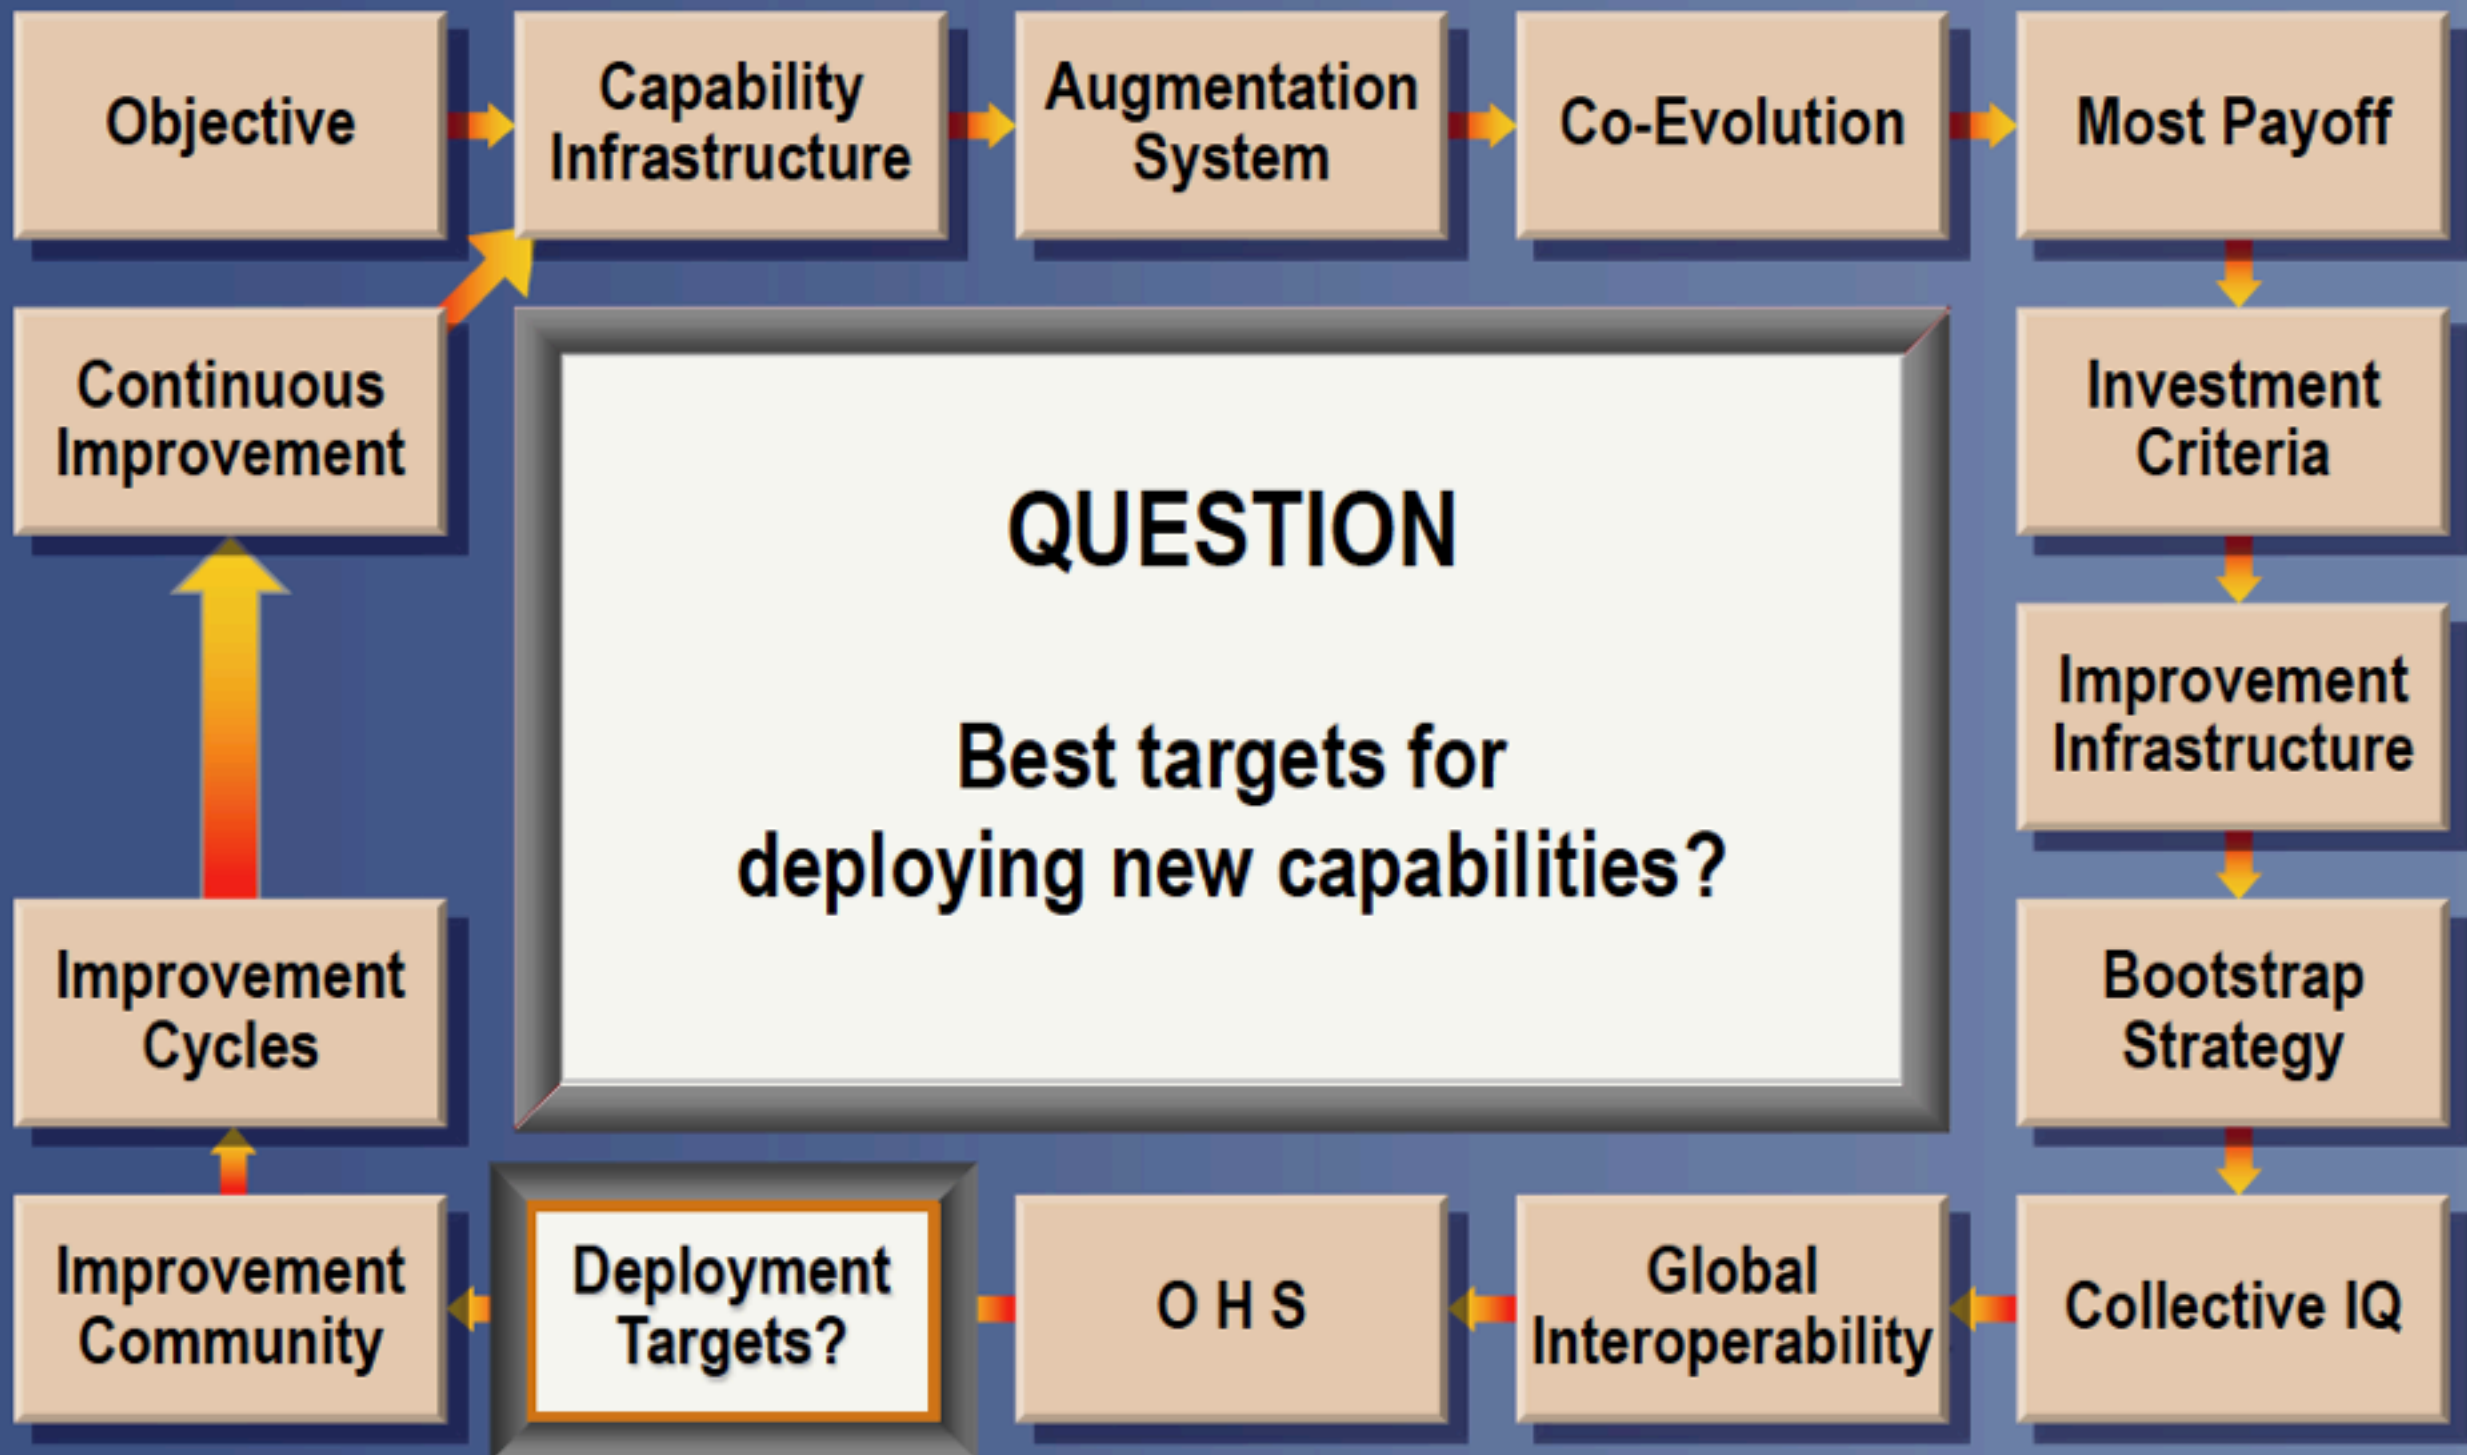 Objective
Capability
Infrastructure
Augmentation
System
Co-Evolution
Most Payoff
Continuous
Improvement
QUESTION
Best targets for
deploying new capabilities?
Investment
Criteria
Improvement
Infrastructure
Improvement
Cycles
Bootstrap
Strategy
Improvement
Community
Deployment
Targets?
O H S
Global
Interoperability
Collective IQ